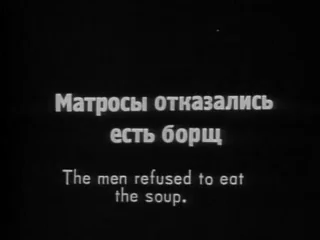 Матросы отказались
есть борщ
The men refused to eat
the soup.